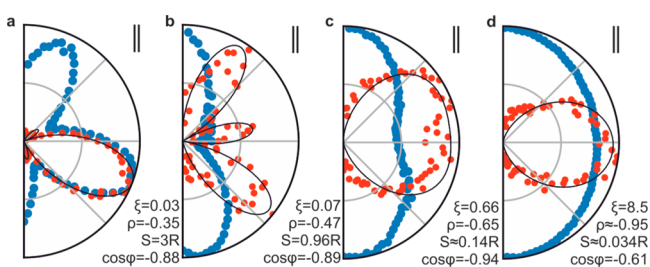 a
||
ξ=0.03
ρ=-0.35
S=3R
cosφ=-0.88
b
||
ξ=0.07
ρ=-0.47
S=0.96R
cosφ=-0.89
c
||
ξ=0.66
ρ=-0.65
S≈0.14R
cosφ=-0.94
d
||
ξ=8.5
ρ≈-0.95
S≈0.034R
cosφ=-0.61